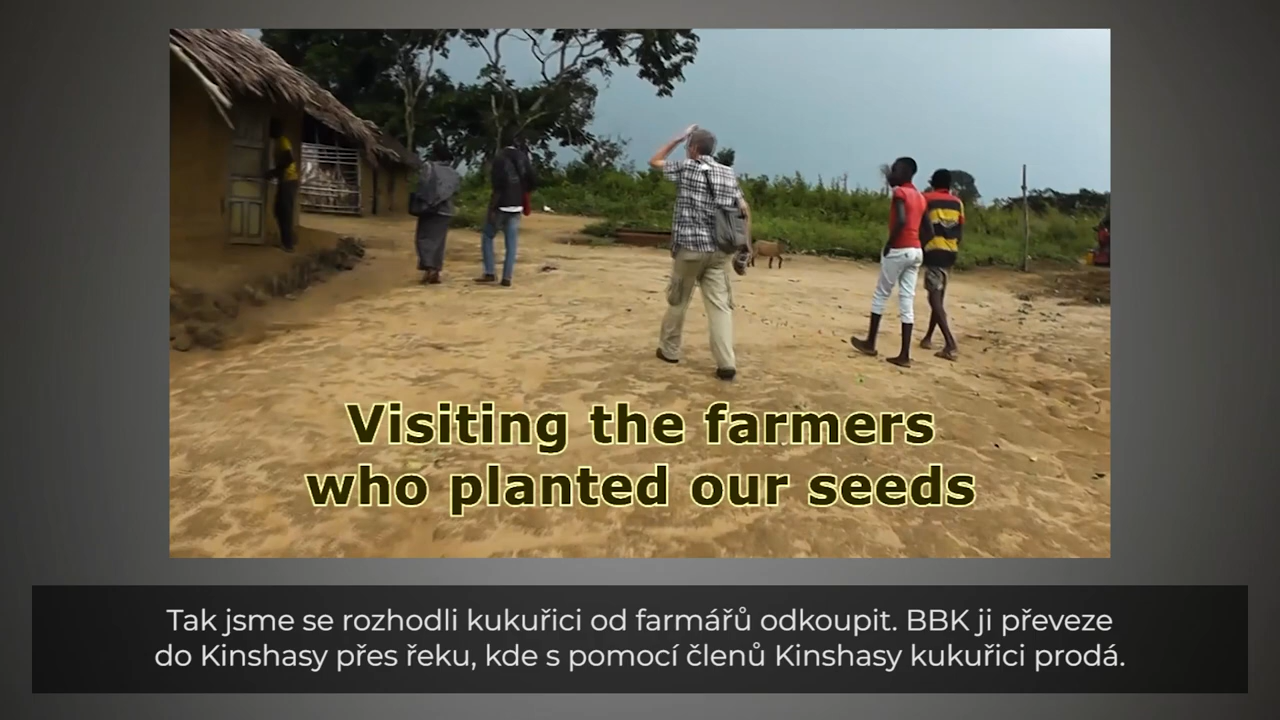 Visiting the farmers
who planted our seeds
Tak jsme se rozhodli kukuřici od farmářů odkoupit. BBK ji převeze
do Kinshasy přes řeku, kde s pomocí členů Kinshasy kukuřici prodá.